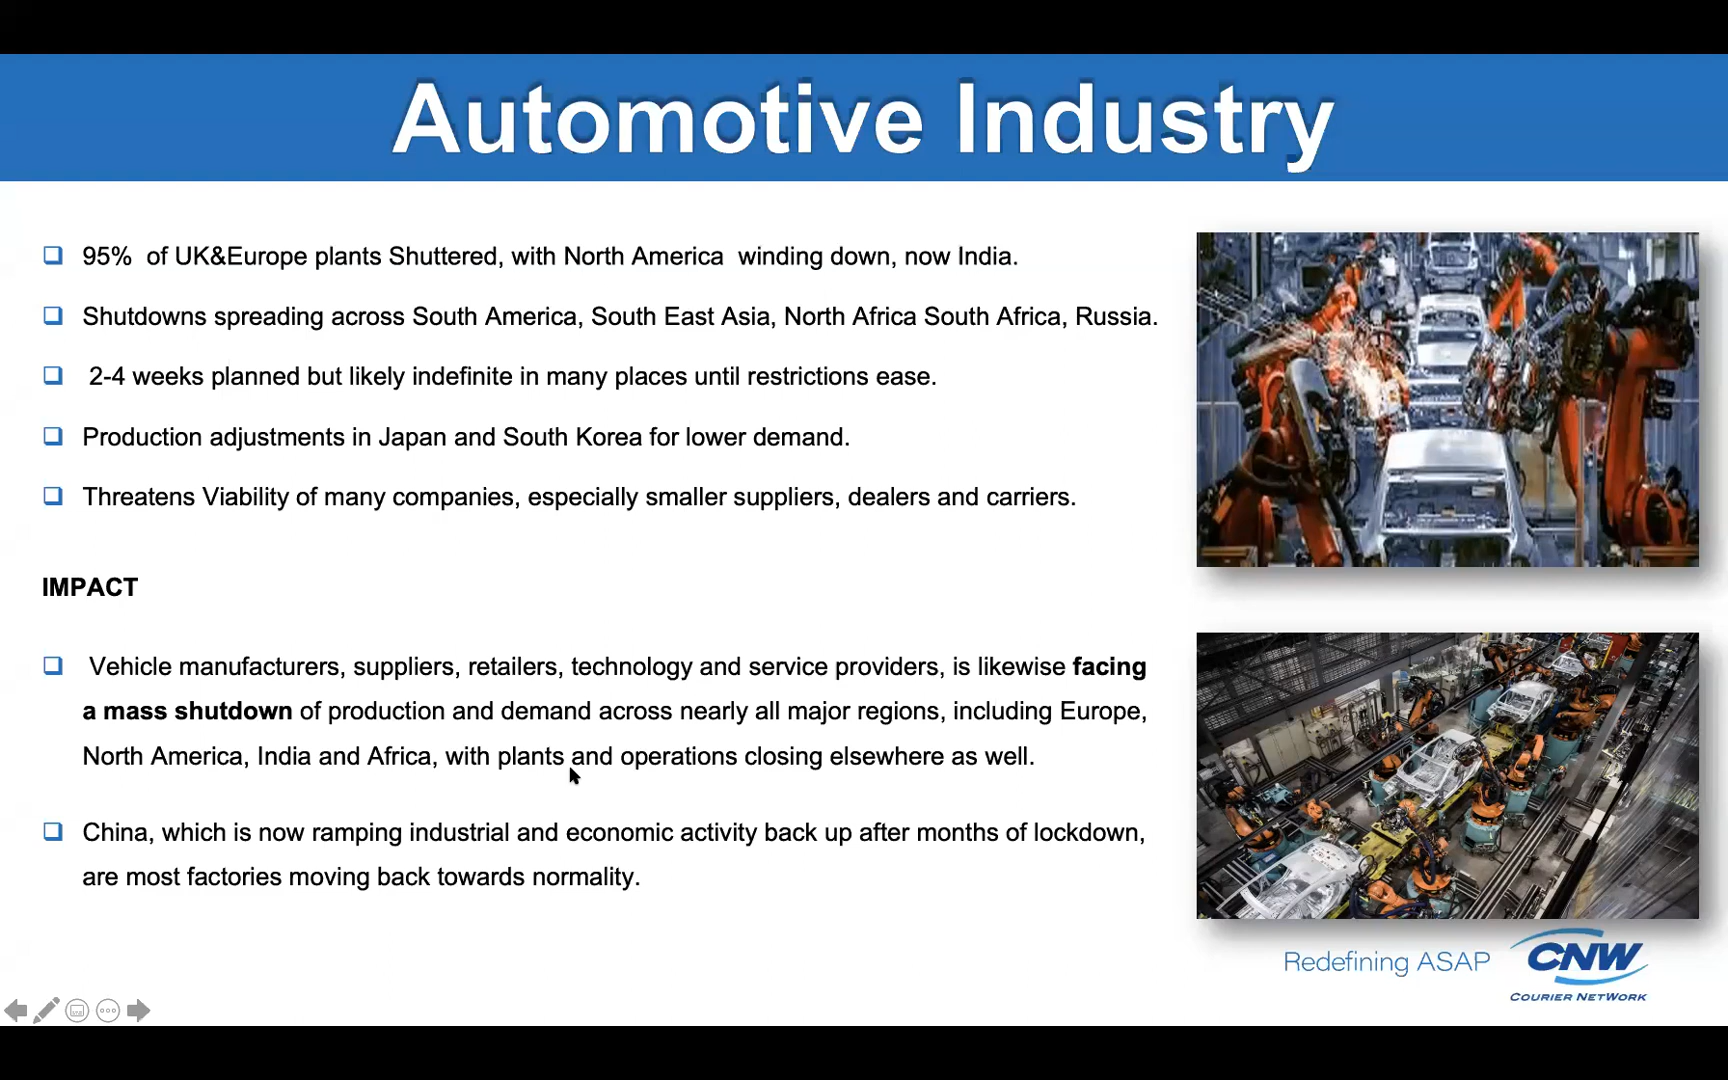 Automotive Industry
95% of UK&Europe plants Shuttered, with North America winding down, now India.
Shutdowns spreading across South America, South East Asia, North Africa South Africa, Russia.
2-4 weeks planned but likely indefinite in many places until restrictions ease.
Production adjustments in Japan and South Korea for lower demand.
Threatens Viability of many companies, especially smaller suppliers, dealers and carriers.
IMPACT
Vehicle manufacturers, suppliers, retailers, technology and service providers, is likewise facing
a mass shutdown of production and demand across nearly all major regions, including Europe,
North America, India and Africa, with plants and operations closing elsewhere as well.
China, which is now ramping industrial and economic activity back up after months of lockdown,
are most factories moving back towards normality.
Redefining ASAP
CNW
COURIER NETWORK